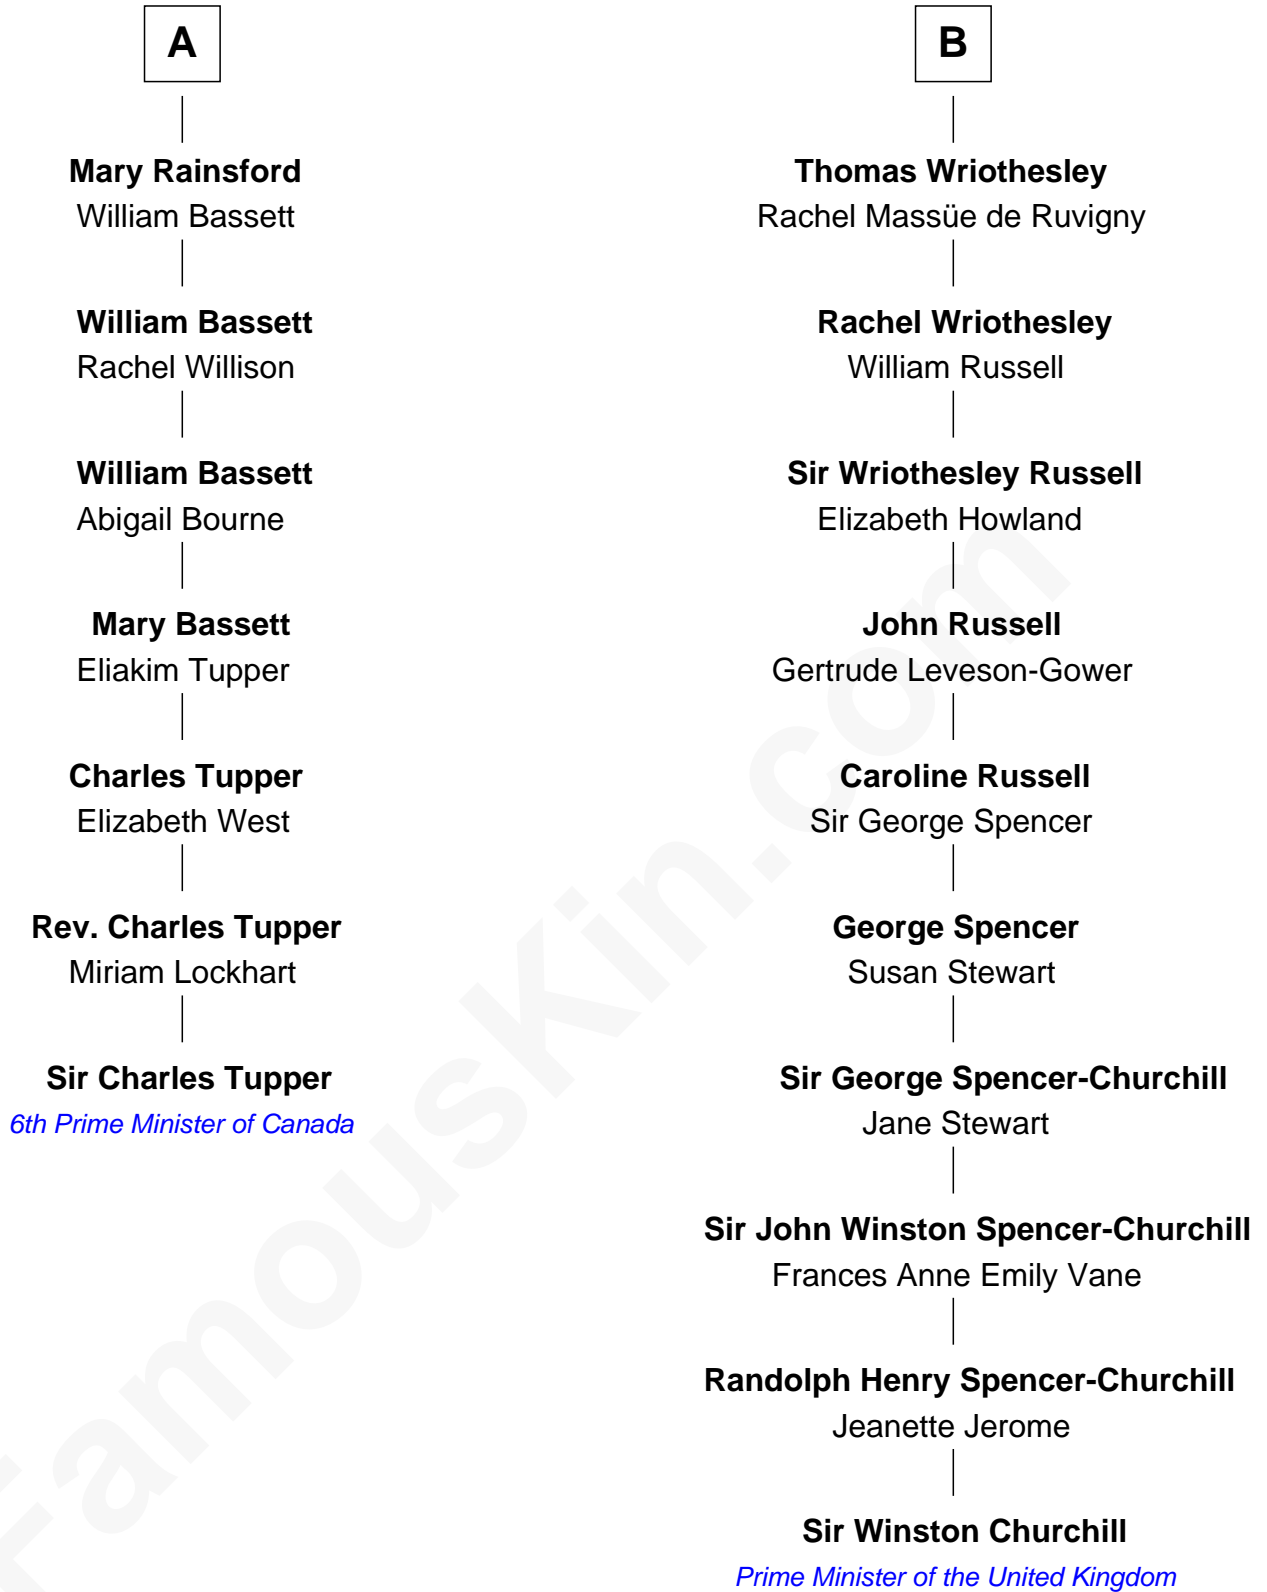 A
Mary Rainsford
William Bassett
William Bassett
Rachel Willison
William Bassett
Abigail Bourne
Mary Bassett
Eliakim Tupper
Charles Tupper
Elizabeth West
Rev. Charles Tupper
Miriam Lockhart
Sir Charles Tupper
6th Prime Minister of Canada
B
Thomas Wriothesley
Rachel Massüe de Ruvigny
Rachel Wriothesley
William Russell
Sir Wriothesley Russell
Elizabeth Howland
John Russell
Gertrude Leveson-Gower
Caroline Russell
Sir George Spencer
George Spencer
Susan Stewart
Sir George Spencer-Churchill
Jane Stewart
Sir John Winston Spencer-Churchill
Frances Anne Emily Vane
Randolph Henry Spencer-Churchill
Jeanette Jerome
Sir Winston Churchill
Prime Minister of the United Kingdom
FamousKin.com